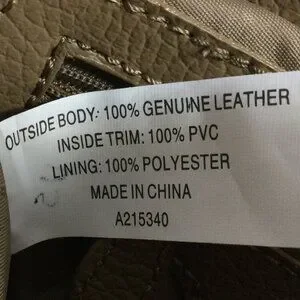 OUTSIDE BODY: 100% GENUINE LEATHER
INSIDE TRIM: 100% PVC
LINING: 100% POLYESTER
MADE IN CHINA
A215340